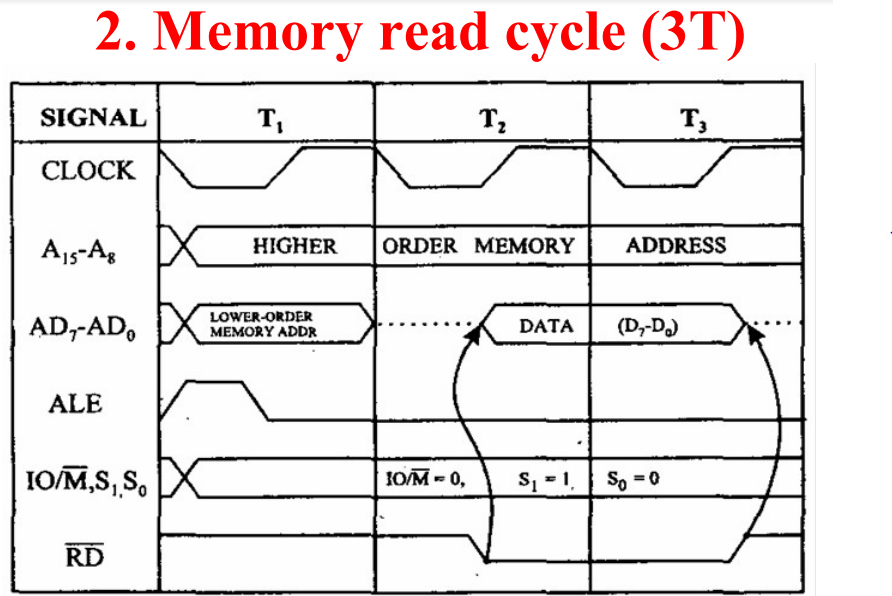 2. Memory read cycle (3T)
SIGNAL T₁ T₂ T₃
CLOCK
A₁₅-A₈ HIGHER ORDER MEMORY ADDRESS
AD₇-AD₀ LOWER-ORDER
MEMORY ADDR DATA (D₇-D₀)
ALE
IO/M̅,S₁,S₀ IO/M̅ = 0, S₁ = 1, S₀ = 0
R̅D̅